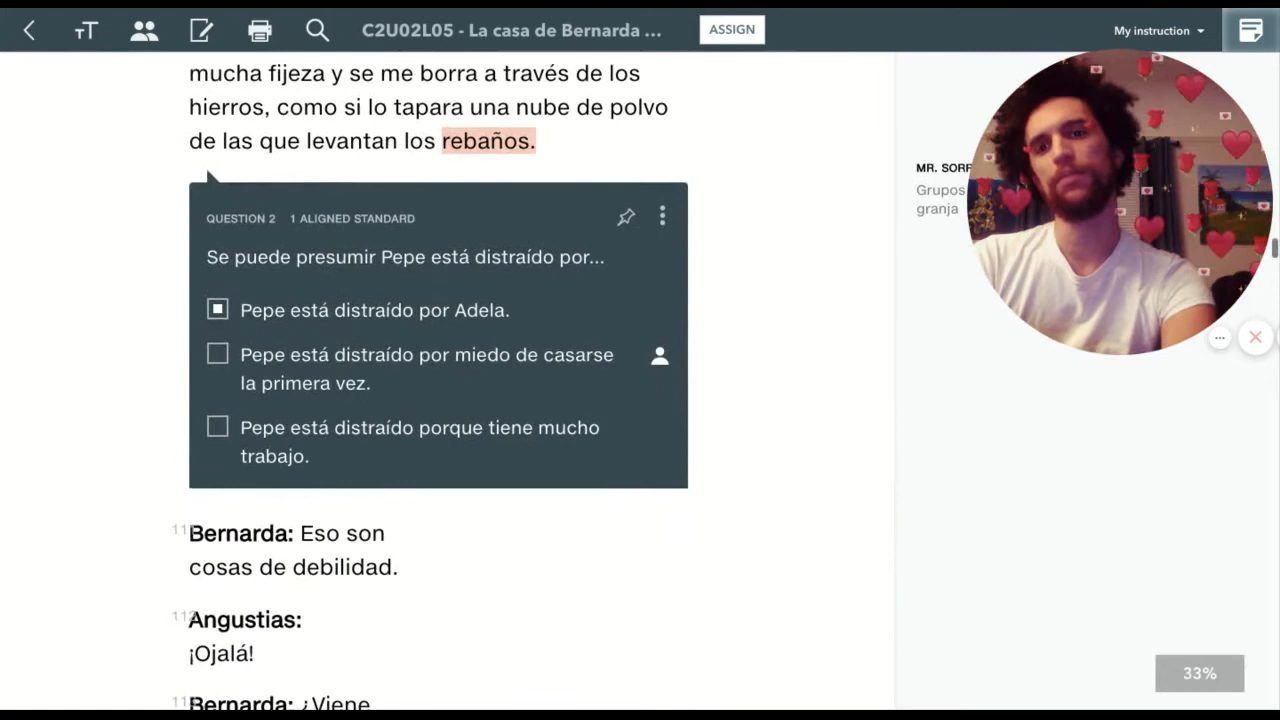 C2U02L05 - La casa de Bernarda ...
ASSIGN
My instruction
mucha fijeza y se me borra a través de los
hierros, como si lo tapara una nube de polvo
de las que levantan los rebaños.
MR. SORR
Grupos
granja
QUESTION 2 1 ALIGNED STANDARD
Se puede presumir Pepe está distraído por...
Pepe está distraído por Adela.
Pepe está distraído por miedo de casarse
la primera vez.
Pepe está distraído porque tiene mucho
trabajo.
Bernarda: Eso son
cosas de debilidad.
Angustias:
¡Ojalá!
Bernarda: ¿Viene
33%